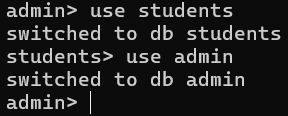 admin> use students
switched to db students
students> use admin
switched to db admin
admin>